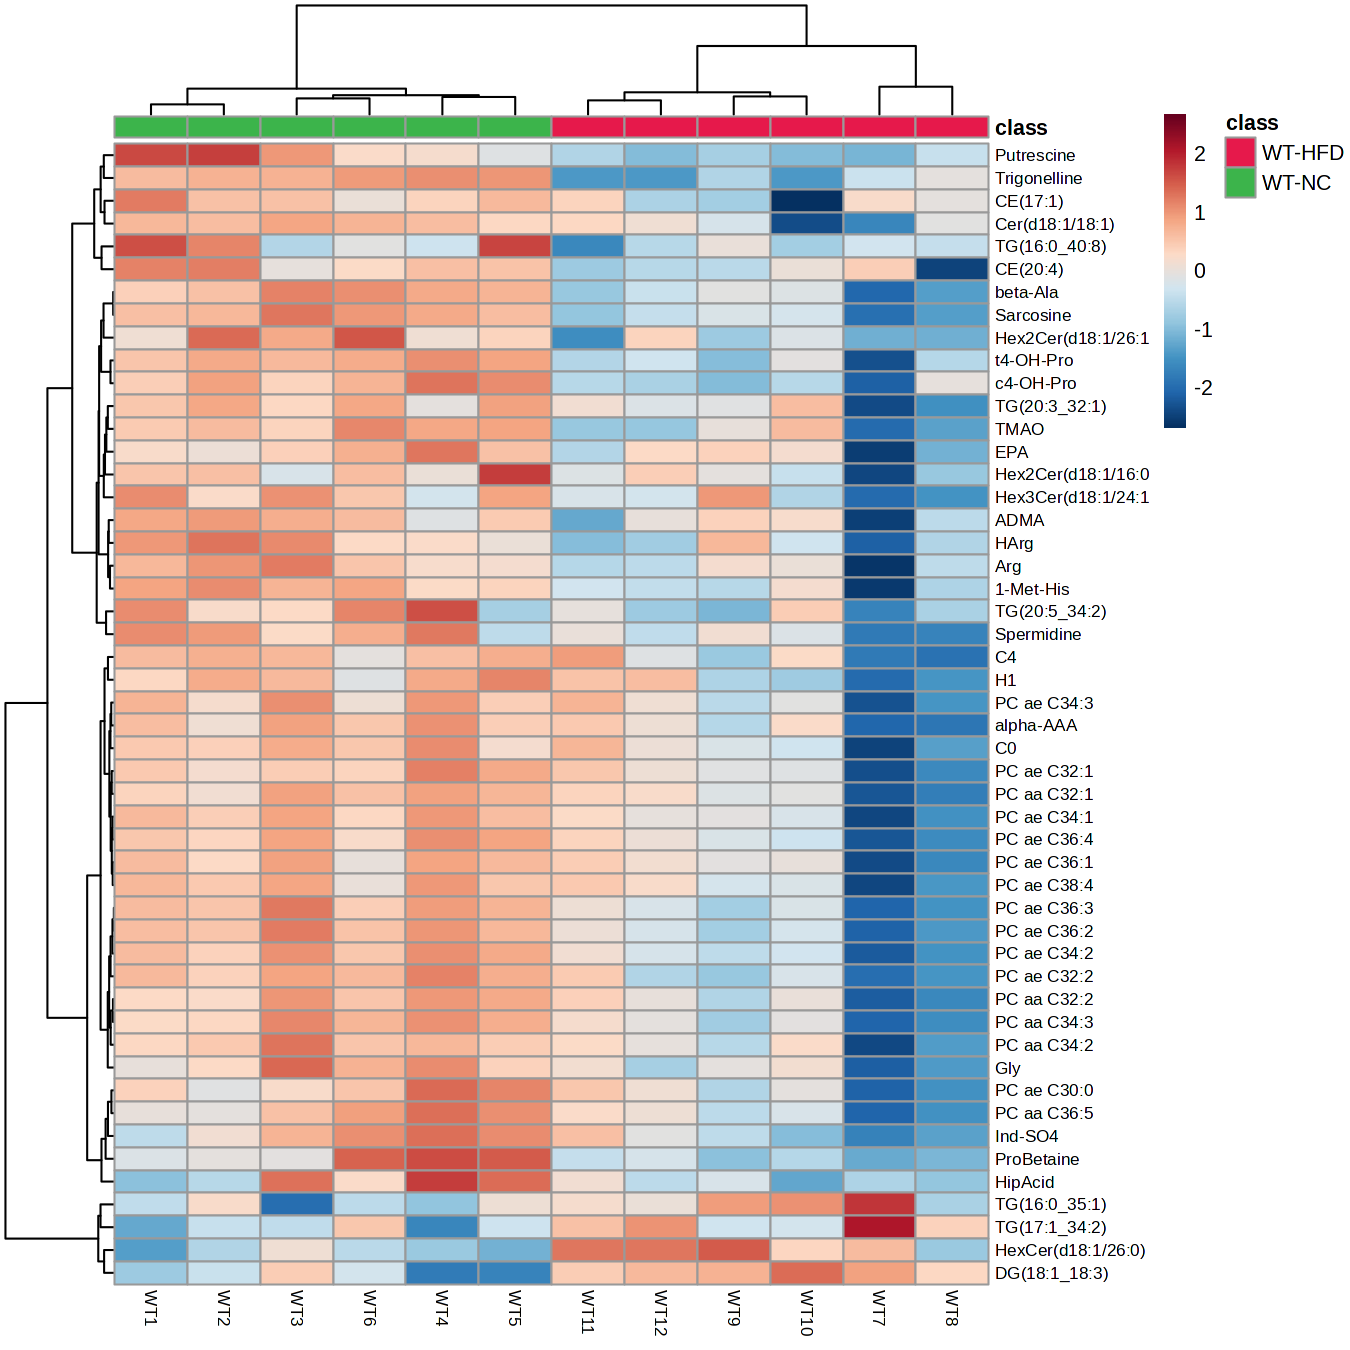 class
class
WT-HFD
WT-NC
2
1
0
-1
-2
Putrescine
Trigonelline
CE(17:1)
Cer(d18:1/18:1)
TG(16:0_40:8)
CE(20:4)
beta-Ala
Sarcosine
Hex2Cer(d18:1/26:1
t4-OH-Pro
c4-OH-Pro
TG(20:3_32:1)
TMAO
EPA
Hex2Cer(d18:1/16:0
Hex3Cer(d18:1/24:1
ADMA
HArg
Arg
1-Met-His
TG(20:5_34:2)
Spermidine
C4
H1
PC ae C34:3
alpha-AAA
C0
PC ae C32:1
PC aa C32:1
PC ae C34:1
PC ae C36:4
PC ae C36:1
PC ae C38:4
PC ae C36:3
PC ae C36:2
PC ae C34:2
PC ae C32:2
PC aa C32:2
PC aa C34:3
PC aa C34:2
Gly
PC ae C30:0
PC aa C36:5
Ind-SO4
ProBetaine
HipAcid
TG(16:0_35:1)
TG(17:1_34:2)
HexCer(d18:1/26:0)
DG(18:1_18:3)
WT1
WT2
WT3
WT6
WT4
WT5
WT11
WT12
WT9
WT10
WT7
WT8